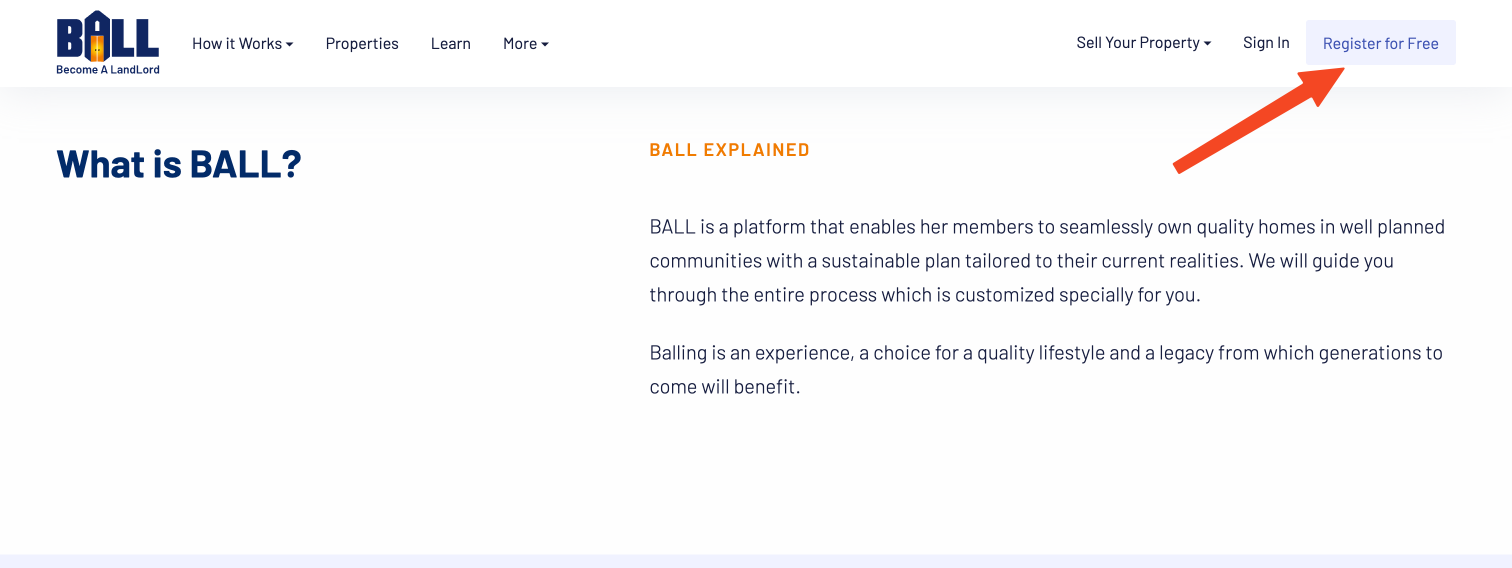 BALL
Become A LandLord
How it Works
Properties
Learn
More
Sell Your Property
Sign In
Register for Free
What is BALL?
BALL EXPLAINED
BALL is a platform that enables her members to seamlessly own quality homes in well planned
communities with a sustainable plan tailored to their current realities. We will guide you
through the entire process which is customized specially for you.
Balling is an experience, a choice for a quality lifestyle and a legacy from which generations to
come will benefit.